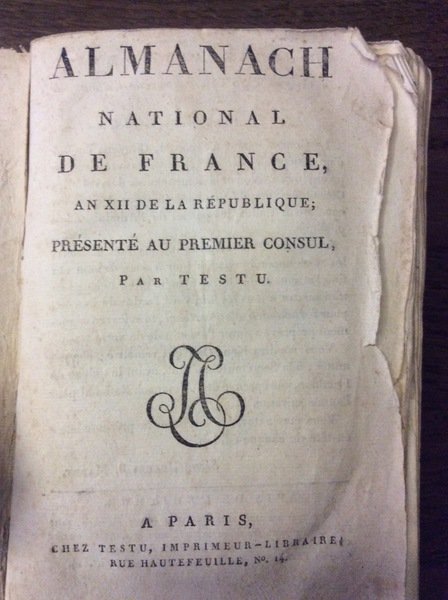 ALMANACH
NATIONAL
DE FRANCE,
AN XII DE LA RÉPUBLIQUE;
PRÉSENTÉ AU PREMIER CONSUL,
PAR TESTU.
A PARIS,
CHEZ TESTU, IMPRIMEUR-LIBRAIRE,
RUE HAUTEFEUILLE, No. 14.